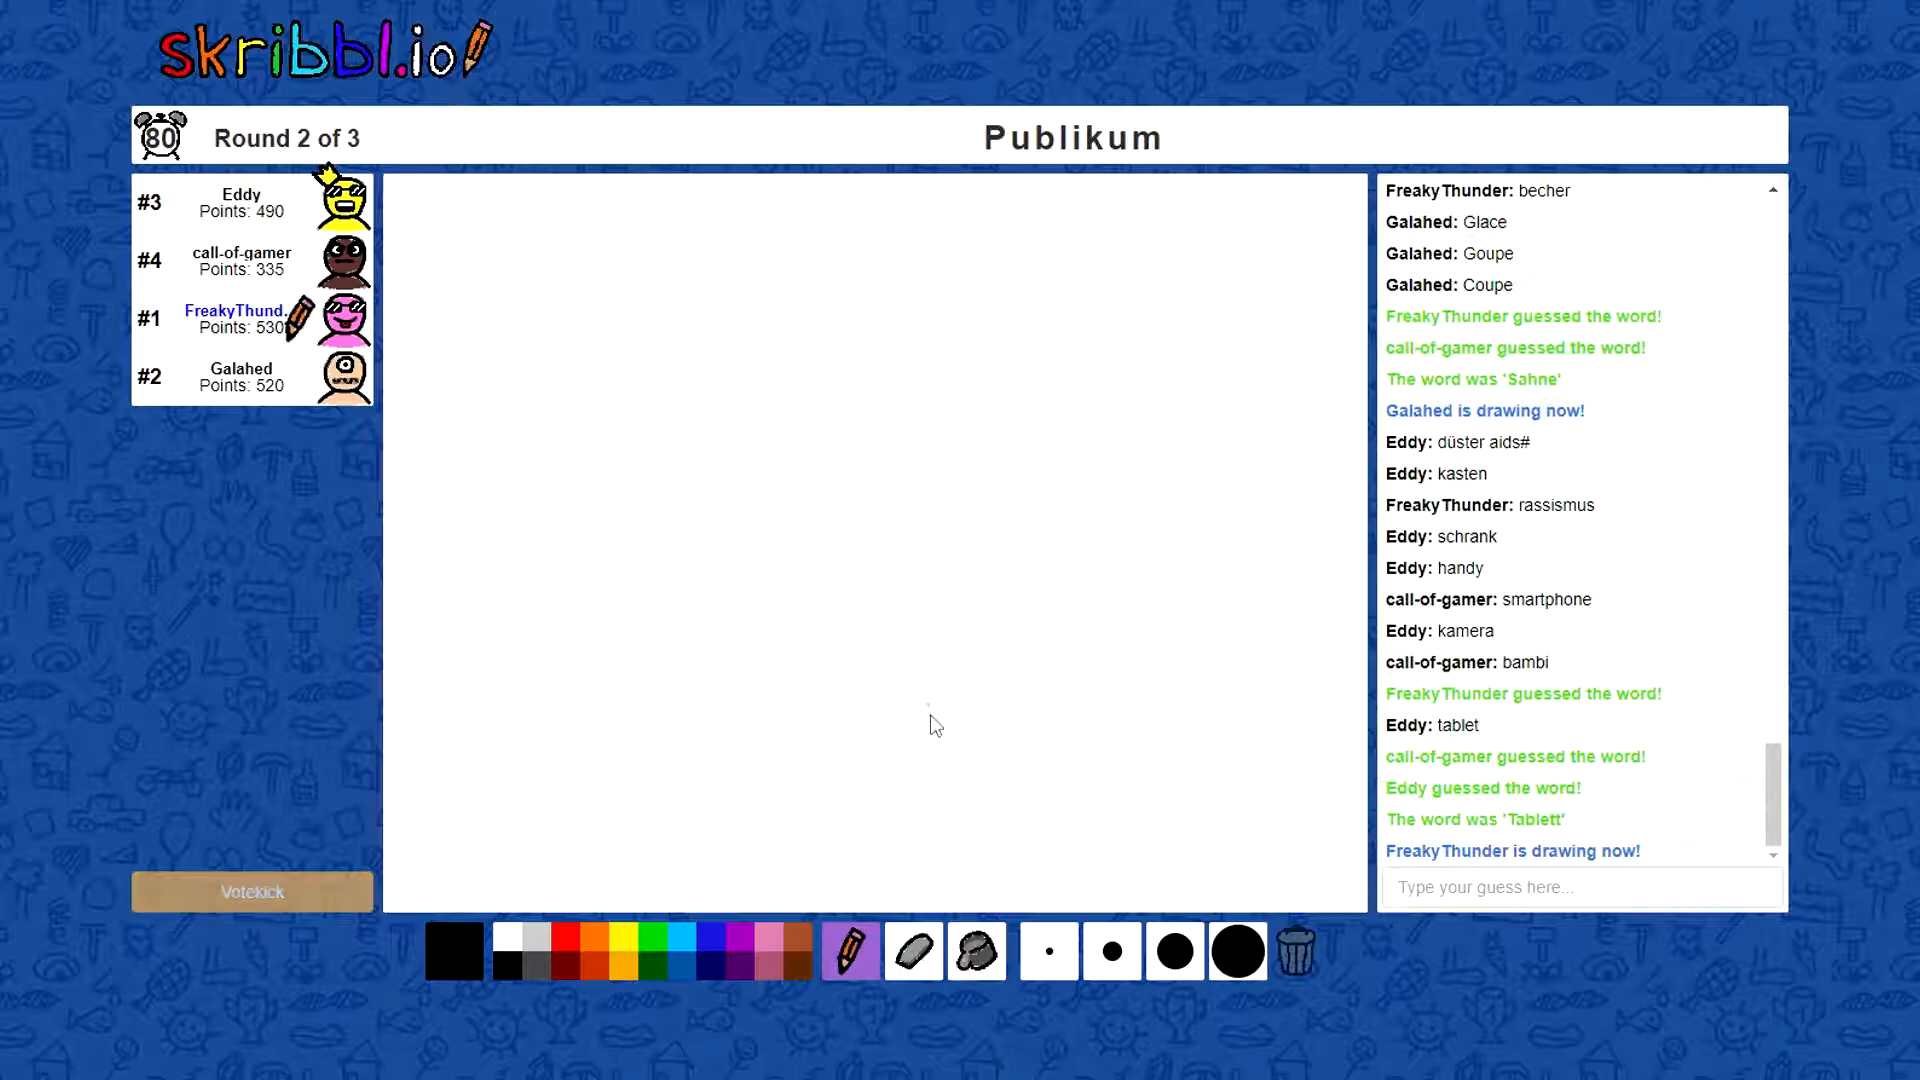 skribbl.io
80
Round 2 of 3
Publikum
#3
Eddy
Points: 490
#4
call-of-gamer
Points: 335
#1
FreakyThund.
Points: 530
#2
Galahed
Points: 520
Votekick
FreakyThunder: becher
Galahed: Glace
Galahed: Goupe
Galahed: Coupe
FreakyThunder guessed the word!
call-of-gamer guessed the word!
The word was 'Sahne'
Galahed is drawing now!
Eddy: düster aids#
Eddy: kasten
FreakyThunder: rassismus
Eddy: schrank
Eddy: handy
call-of-gamer: smartphone
Eddy: kamera
call-of-gamer: bambi
FreakyThunder guessed the word!
Eddy: tablet
call-of-gamer guessed the word!
Eddy guessed the word!
The word was 'Tablett'
FreakyThunder is drawing now!
Type your guess here...